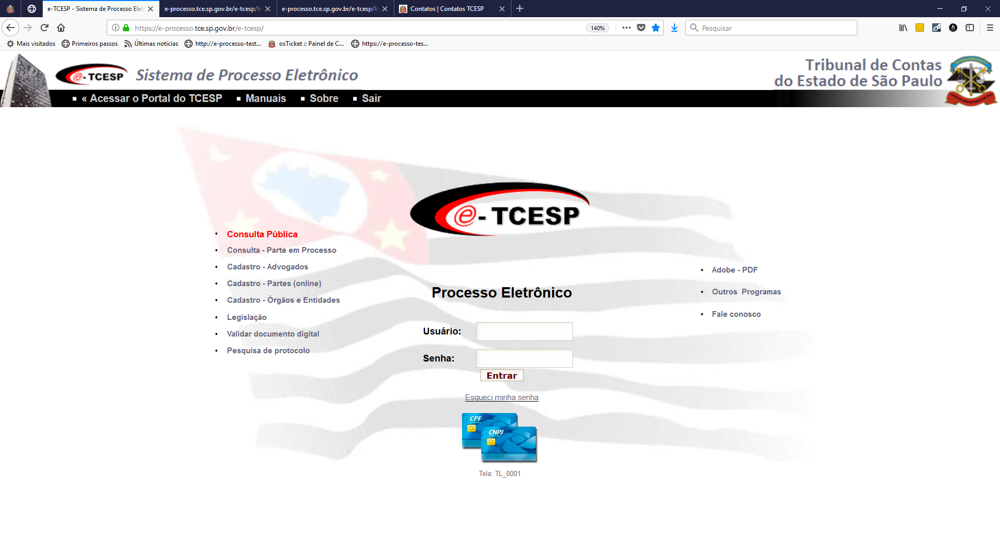 e-TCESP - Sistema de Processo Elet
e-processo.tce.sp.gov.br/e-tcesp/li
e-processo.tce.sp.gov.br/e-tcesp/li
Contatos | Contatos TCESP
https://e-processo.tce.sp.gov.br/e-tcesp/
140%
Pesquisar
Mais visitados
Primeiros passos
Últimas notícias
http://e-processo-test...
osTicket :: Painel de C...
https://e-processo-tes...
e-TCESP
Sistema de Processo Eletrônico
Tribunal de Contas
do Estado de São Paulo
« Acessar o Portal do TCESP
Manuais
Sobre
Sair
e-TCESP
Consulta Pública
Consulta - Parte em Processo
Cadastro - Advogados
Cadastro - Partes (online)
Cadastro - Órgãos e Entidades
Legislação
Validar documento digital
Pesquisa de protocolo
Processo Eletrônico
Usuário:
Senha:
Entrar
Esqueci minha senha
CPF
CNPJ
Tela: TL_0001
Adobe - PDF
Outros  Programas
Fale conosco